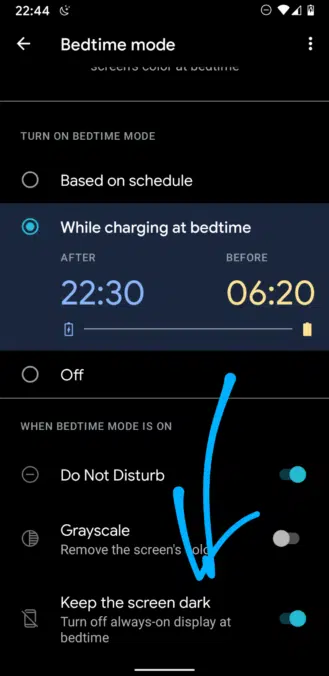 22:44
Bedtime mode
screen's color at bedtime
TURN ON BEDTIME MODE
Based on schedule
While charging at bedtime
AFTER BEFORE
22:30 06:20
Off
WHEN BEDTIME MODE IS ON
Do Not Disturb
Grayscale
Remove the screen's color
Keep the screen dark
Turn off always-on display at
bedtime